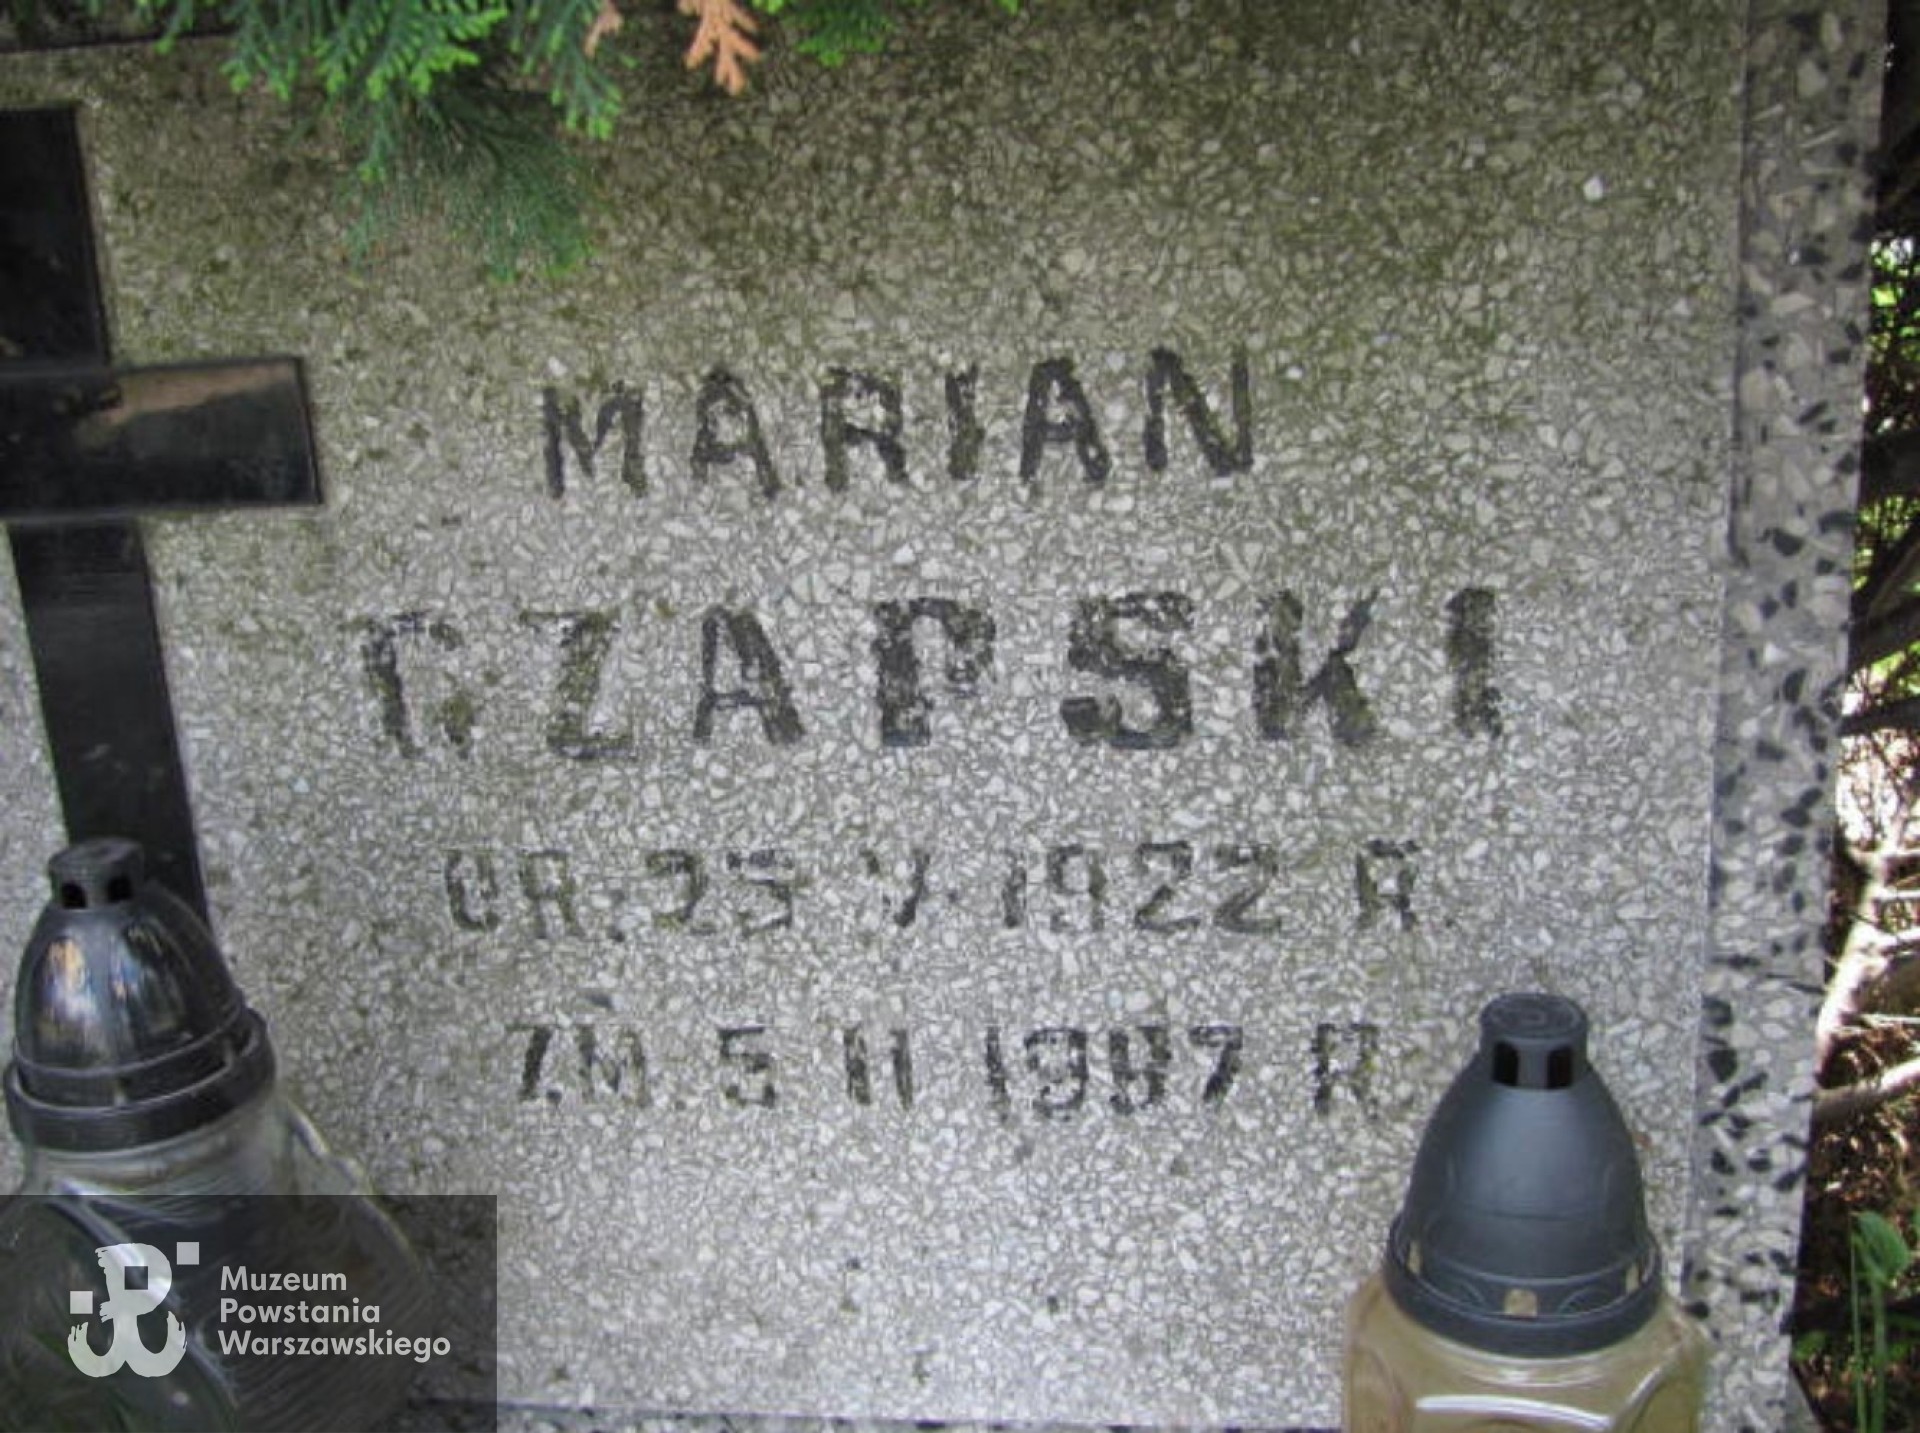 MARIAN
CZAPSKI
UR. 25 V 1922 R
ZM. 5 II 1987 R
Muzeum
Powstania
Warszawskiego